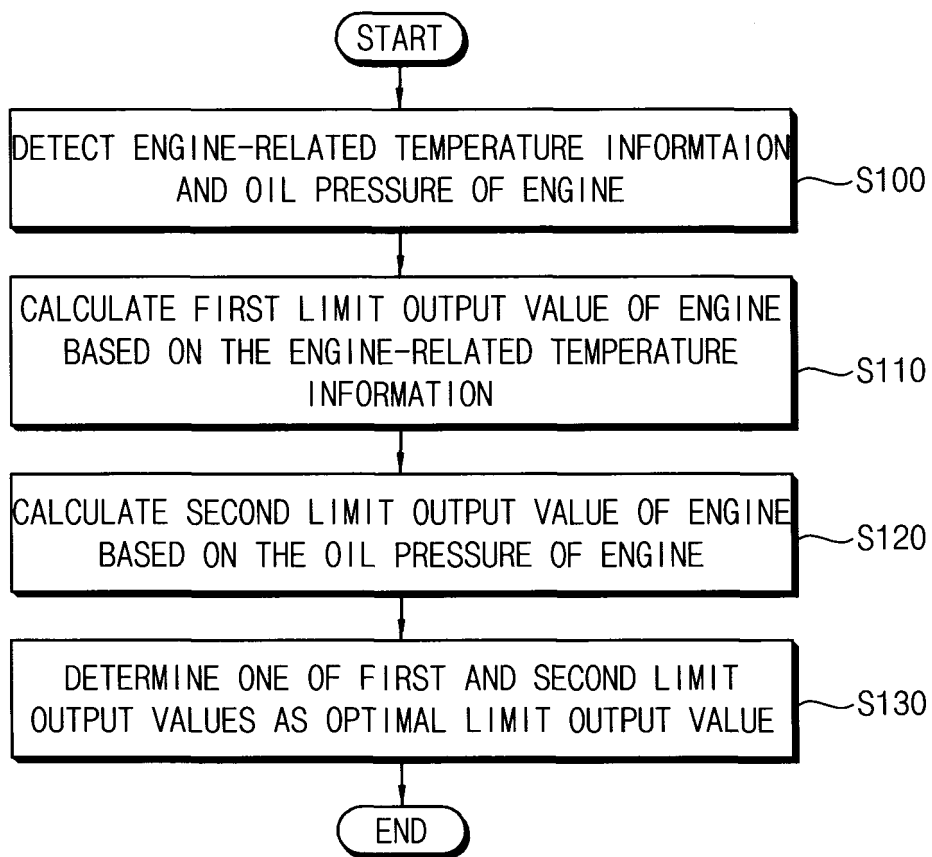 START
DETECT ENGINE-RELATED TEMPERATURE INFORMTAION
AND OIL PRESSURE OF ENGINE
S100
CALCULATE FIRST LIMIT OUTPUT VALUE OF ENGINE
BASED ON THE ENGINE-RELATED TEMPERATURE
INFORMATION
S110
CALCULATE SECOND LIMIT OUTPUT VALUE OF ENGINE
BASED ON THE OIL PRESSURE OF ENGINE
S120
DETERMINE ONE OF FIRST AND SECOND LIMIT
OUTPUT VALUES AS OPTIMAL LIMIT OUTPUT VALUE
S130
END